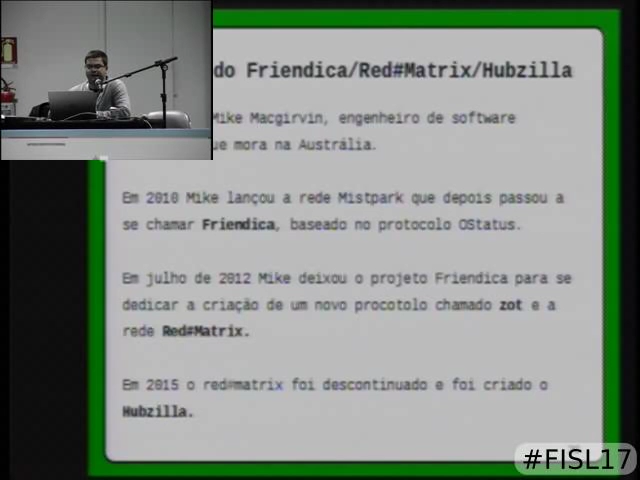 do Friendica/Red#Matrix/Hubzilla
Mike Macgirvin, engenheiro de software
ue mora na Austrália.
Em 2010 Mike lançou a rede Mistpark que depois passou a
se chamar Friendica, baseado no protocolo OStatus.
Em julho de 2012 Mike deixou o projeto Friendica para se
dedicar a criação de um novo procotolo chamado zot e a
rede Red#Matrix.
Em 2015 o red#matrix foi descontinuado e foi criado o
Hubzilla.
#FISL17